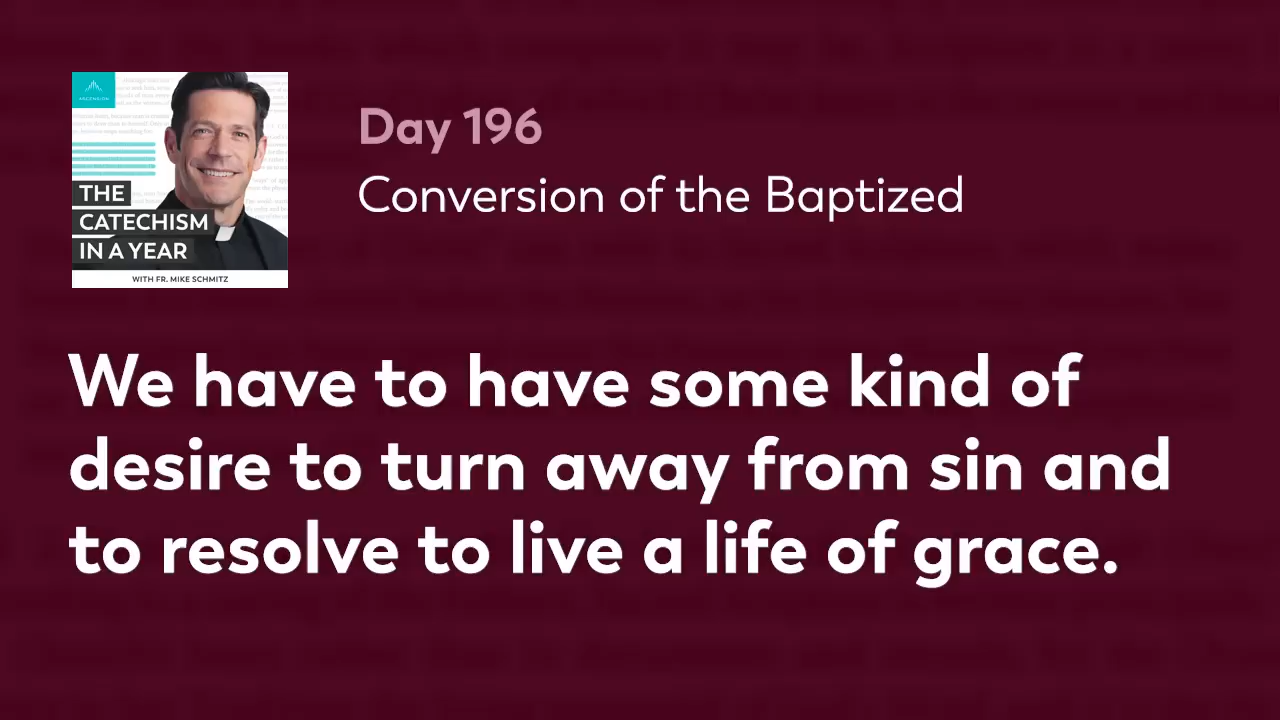 ASCENSION
THE
CATECHISM
IN A YEAR
WITH FR. MIKE SCHMITZ
Day 196
Conversion of the Baptized
We have to have some kind of
desire to turn away from sin and
to resolve to live a life of grace.